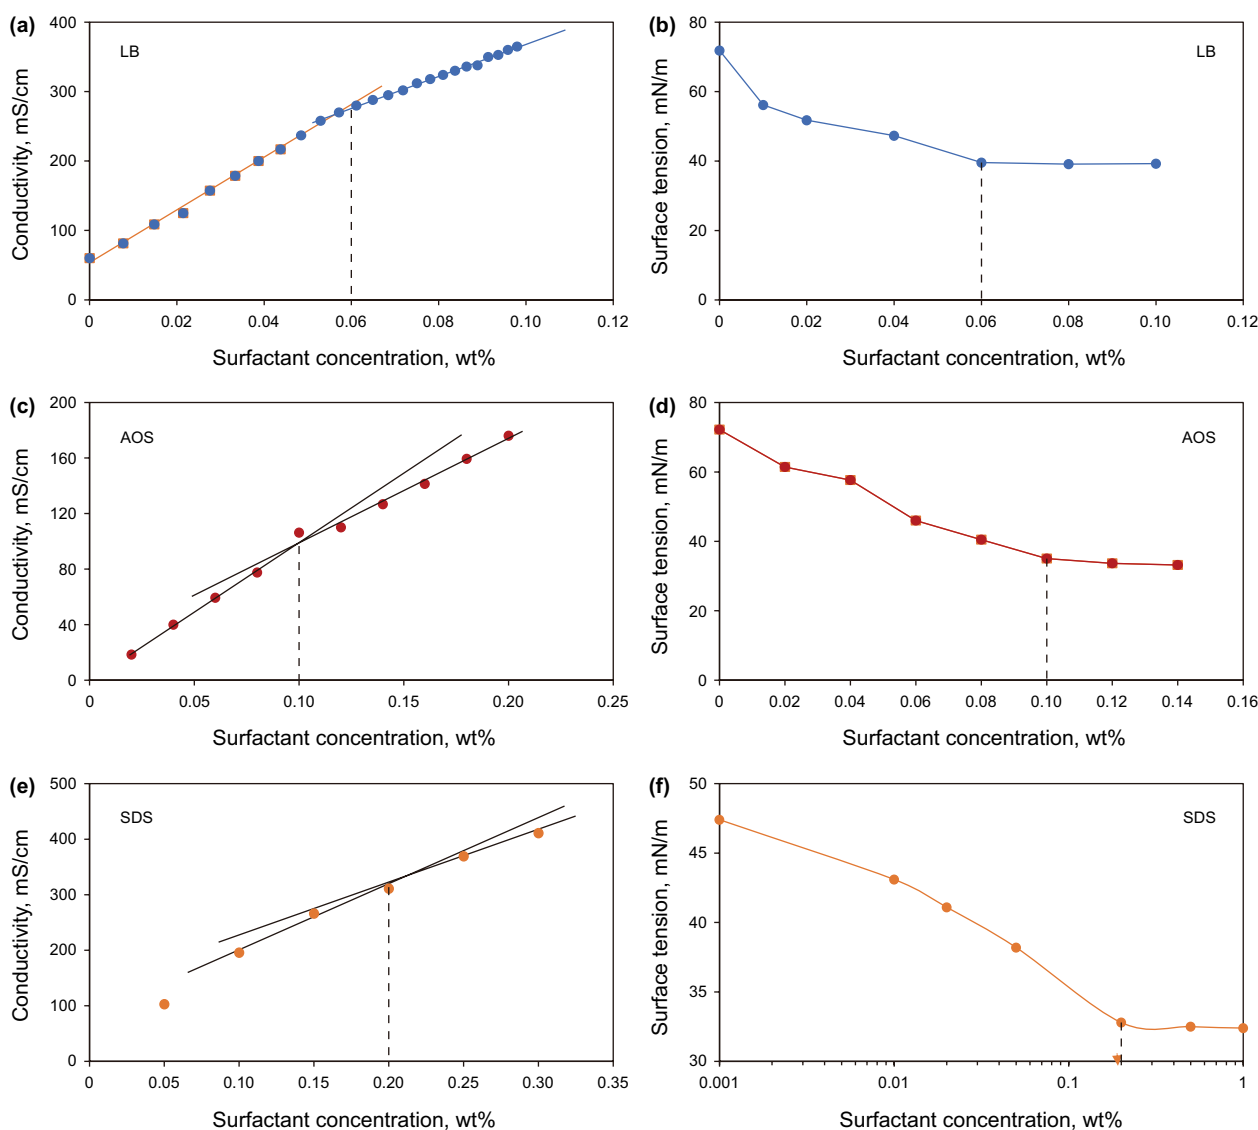 (a)
LB
Conductivity, mS/cm
400
300
200
100
0
0 0.02 0.04 0.06 0.08 0.10 0.12
Surfactant concentration, wt%
(b)
LB
Surface tension, mN/m
80
60
40
20
0
0 0.02 0.04 0.06 0.08 0.10 0.12
Surfactant concentration, wt%
(c)
AOS
Conductivity, mS/cm
200
160
120
80
40
0
0 0.05 0.10 0.15 0.20 0.25
Surfactant concentration, wt%
(d)
AOS
Surface tension, mN/m
80
60
40
20
0
0 0.02 0.04 0.06 0.08 0.10 0.12 0.14 0.16
Surfactant concentration, wt%
(e)
SDS
Conductivity, mS/cm
500
400
300
200
100
0
0 0.05 0.10 0.15 0.20 0.25 0.30 0.35
Surfactant concentration, wt%
(f)
SDS
Surface tension, mN/m
50
45
40
35
30
0.001 0.01 0.1 1
Surfactant concentration, wt%